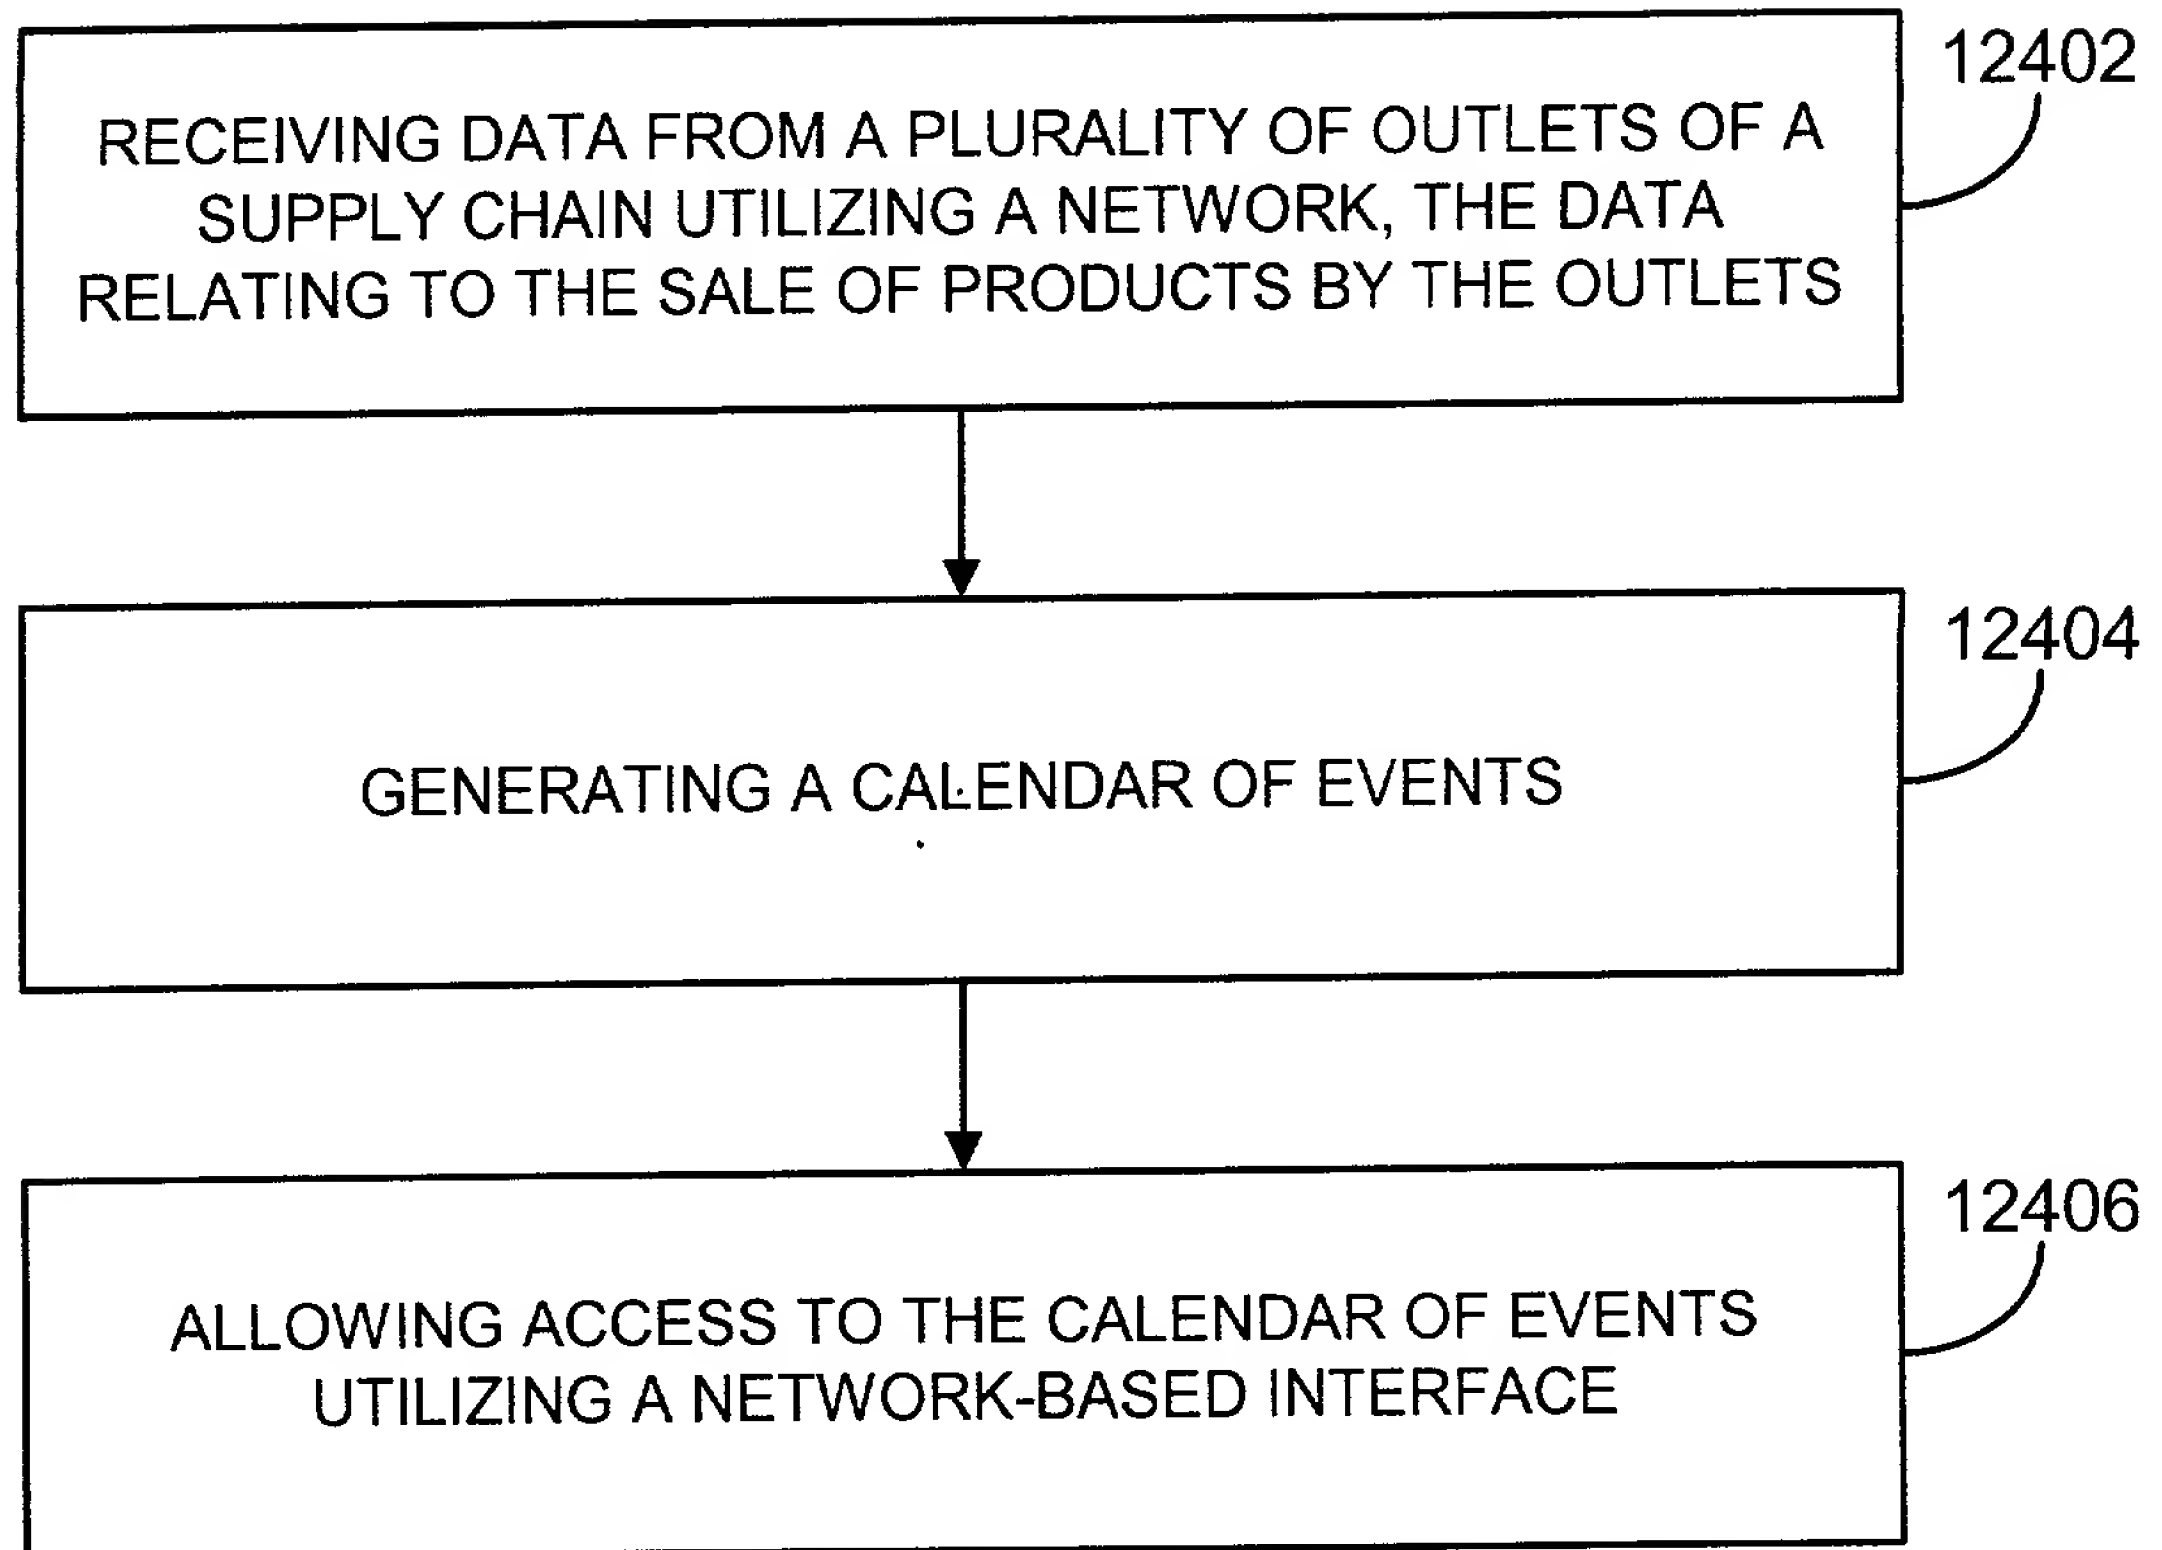 12402
RECEIVING DATA FROM A PLURALITY OF OUTLETS OF A
SUPPLY CHAIN UTILIZING A NETWORK, THE DATA
RELATING TO THE SALE OF PRODUCTS BY THE OUTLETS
12404
GENERATING A CALENDAR OF EVENTS
12406
ALLOWING ACCESS TO THE CALENDAR OF EVENTS
UTILIZING A NETWORK-BASED INTERFACE